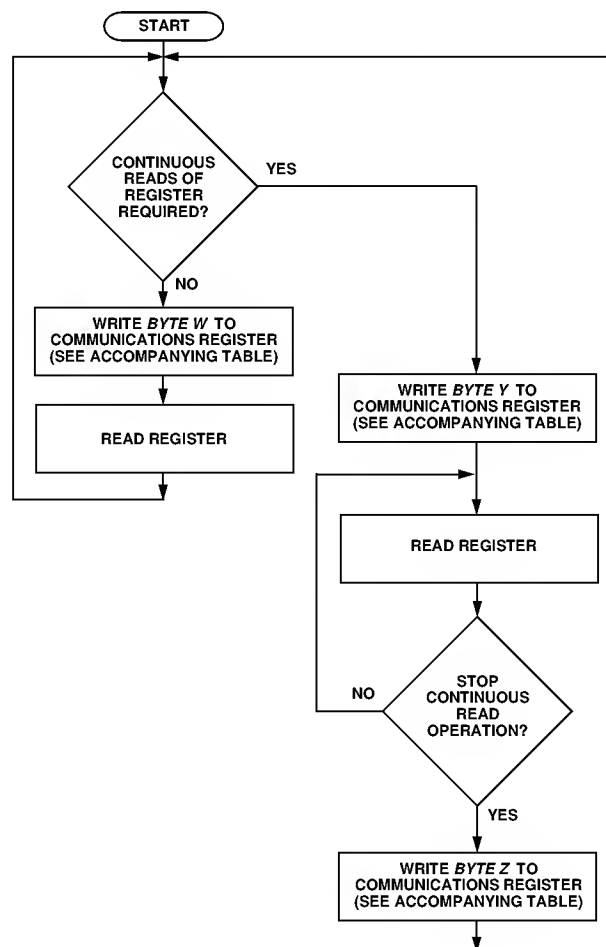 START
CONTINUOUS
READS OF
REGISTER
REQUIRED?
YES
NO
WRITE BYTE W TO
COMMUNICATIONS REGISTER
(SEE ACCOMPANYING TABLE)
READ REGISTER
WRITE BYTE Y TO
COMMUNICATIONS REGISTER
(SEE ACCOMPANYING TABLE)
READ REGISTER
STOP
CONTINUOUS
READ
OPERATION?
NO
YES
WRITE BYTE Z TO
COMMUNICATIONS REGISTER
(SEE ACCOMPANYING TABLE)